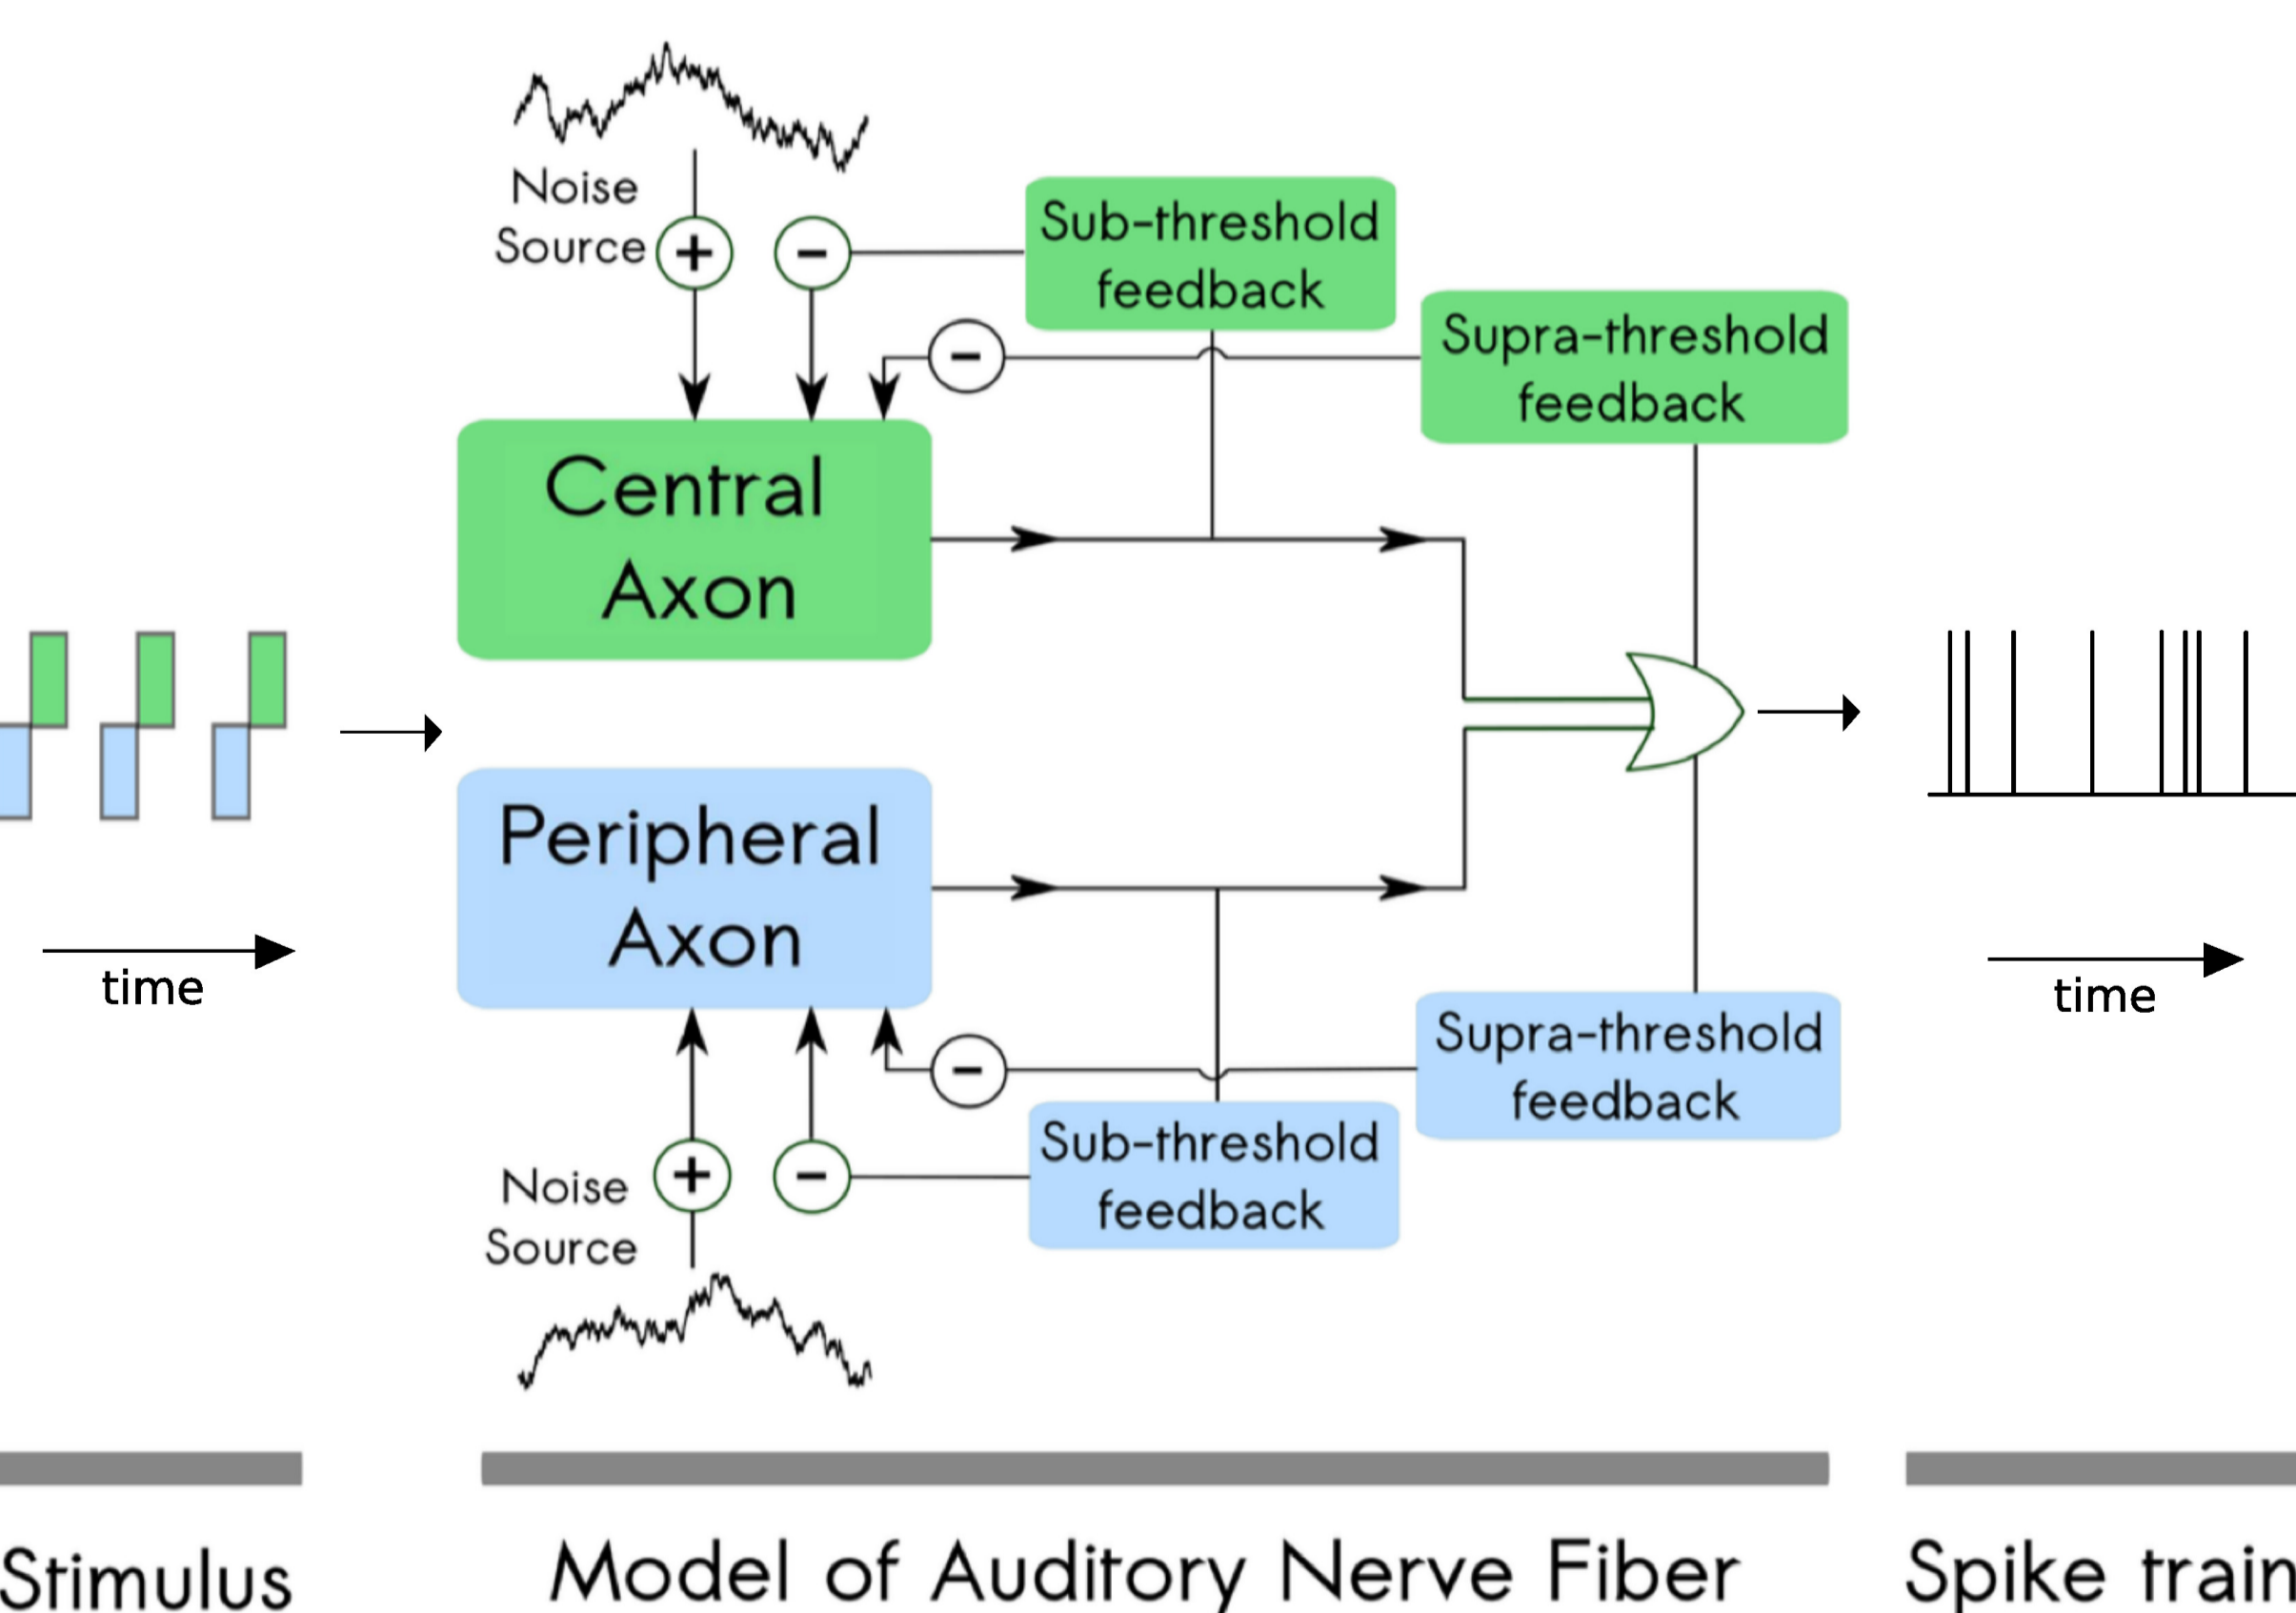 Noise
Source
+
-
Sub-threshold
feedback
-
Supra-threshold
feedback
Central
Axon
Peripheral
Axon
time
time
-
Supra-threshold
feedback
Noise
Source
+
-
Sub-threshold
feedback
Stimulus
Model of Auditory Nerve Fiber
Spike train